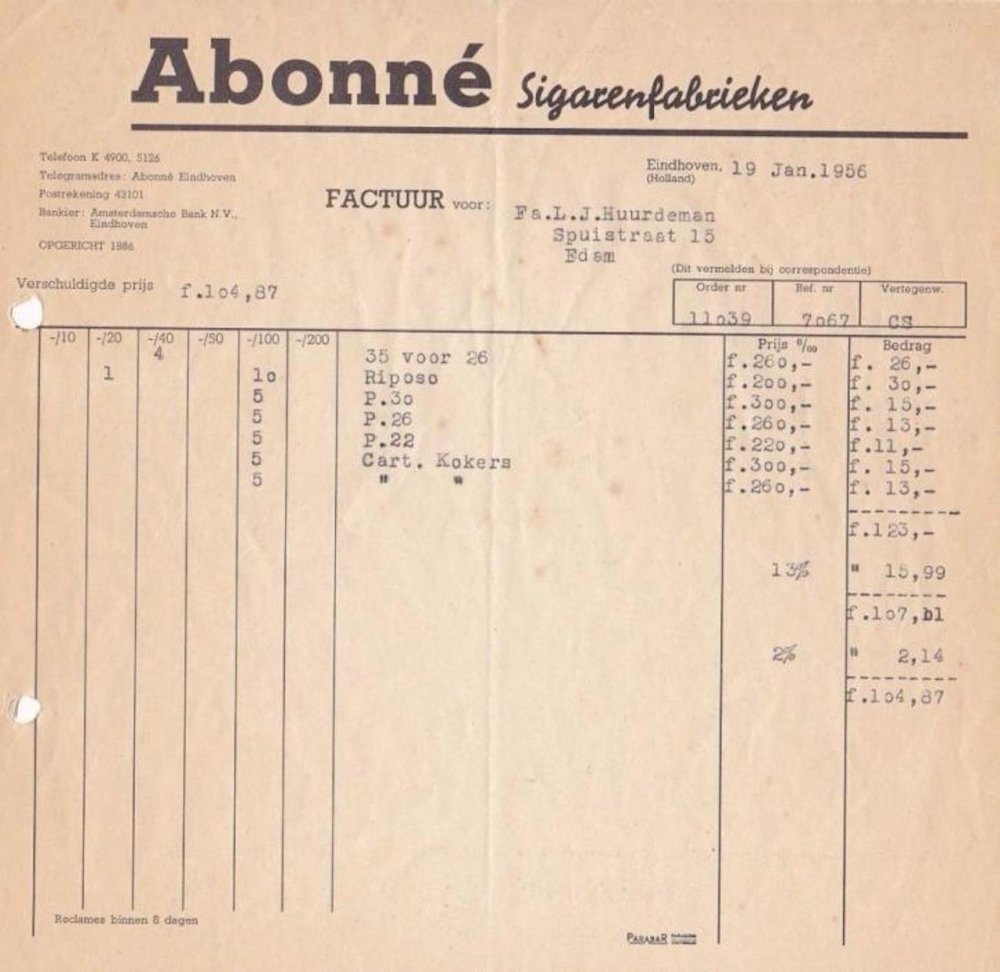 Abonné Sigarenfabrieken
Telefoon K 4900, 5126
Telegramadres: Abonné Eindhoven
Postrekening 43101
Bankier: Amsterdamsche Bank N.V.,
Eindhoven
OPGERICHT 1886
Eindhoven, 19 Jan.1956
(Holland)
FACTUUR voor:
Fa.L.J.Huurdeman
Spuistraat 15
Edam
(Dit vermelden bij correspondentie)
Order nr Ref. nr Vertegenw.
11o39 7o67 CS
Verschuldigde prijs f.1o4,87
-/10 -/20 -/40 -/50 -/100 -/200 Prijs º/₀₀ Bedrag
4 35 voor 26 f.26o,- f. 26,-
1 1o Riposo f.2oo,- f. 3o,-
5 P.3o f.3oo,- f. 15,-
5 P.26 f.26o,- f. 13,-
5 P.22 f.22o,- f.11,-
5 Cart. Kokers f.3oo,- f. 15,-
5 " " f.26o,- f. 13,-
f.123,-
13% " 15,99
f.1o7,b1
2% " 2,14
f.1o4,87
Reclames binnen 8 dagen
PARABAR